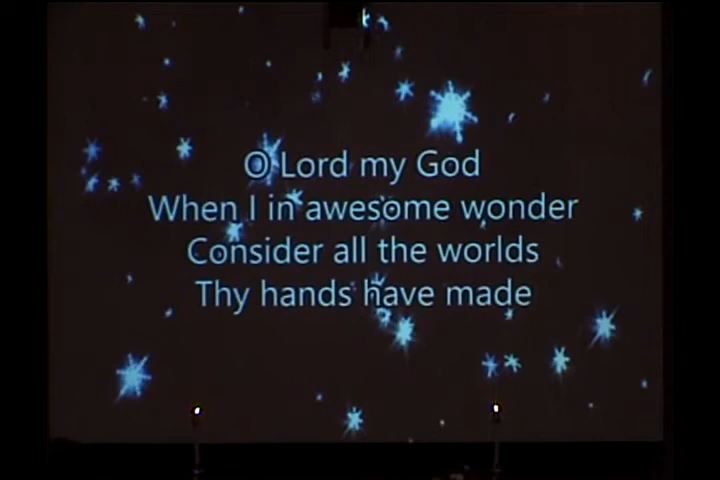 O Lord my God
When I in awesome wonder
Consider all the worlds
Thy hands have made